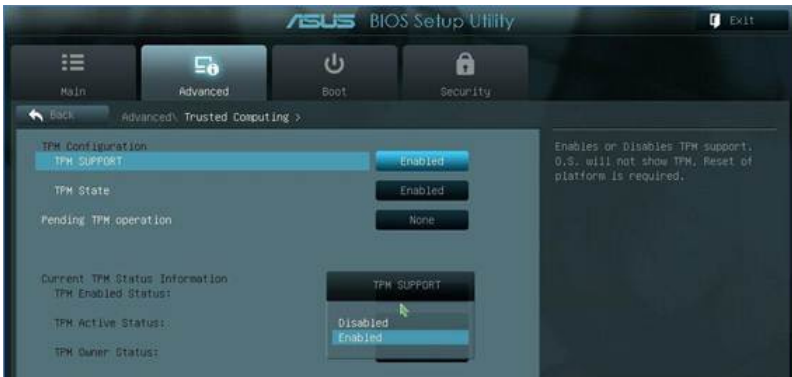 ASUS BIOS Setup Utility
Exit
Main
Advanced
Boot
Security
Back
Advanced\ Trusted Computing >
TPM Configuration
TPM SUPPORT
Enabled
TPM State
Enabled
Pending TPM operation
None
Current TPM Status Information
TPM Enabled Status:
TPM Active Status:
TPM Owner Status:
TPM SUPPORT
Disabled
Enabled
Enables or Disables TPM support.
O.S. will not show TPM. Reset of
platform is required.